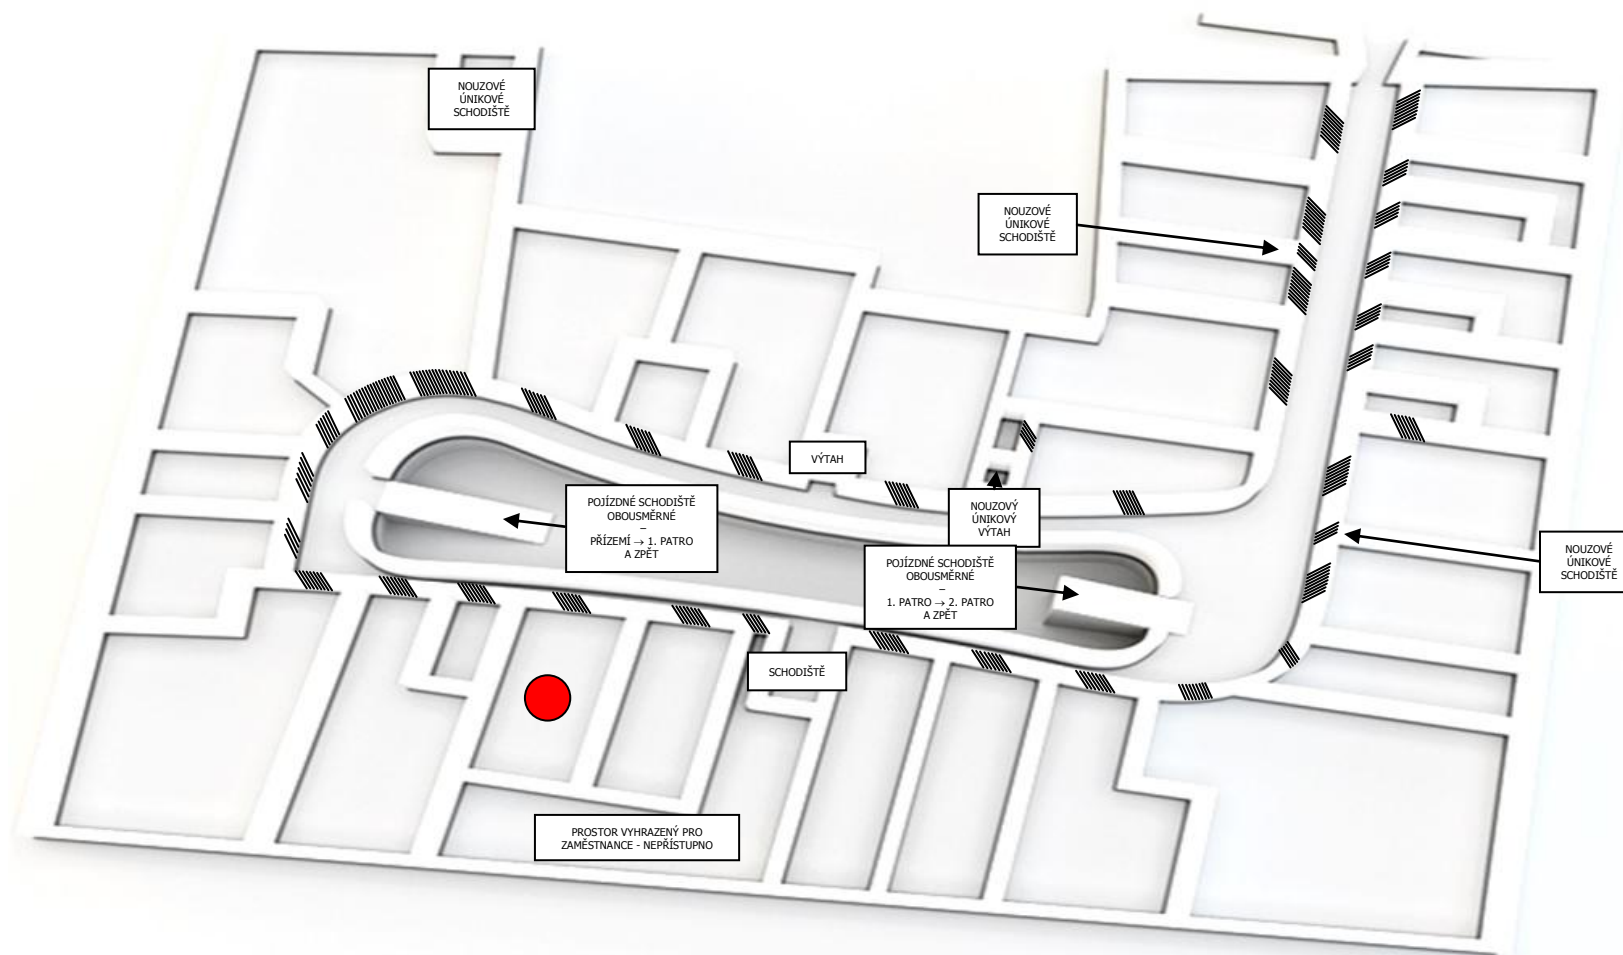 NOUZOVÉ
ÚNIKOVÉ
SCHODIŠTĚ
NOUZOVÉ
ÚNIKOVÉ
SCHODIŠTĚ
VÝTAH
POJÍZDNÉ SCHODIŠTĚ
OBOUSMĚRNÉ
–
PŘÍZEMÍ → 1. PATRO
A ZPĚT
NOUZOVÝ
ÚNIKOVÝ
VÝTAH
POJÍZDNÉ SCHODIŠTĚ
OBOUSMĚRNÉ
–
1. PATRO → 2. PATRO
A ZPĚT
NOUZOVÉ
ÚNIKOVÉ
SCHODIŠTĚ
SCHODIŠTĚ
PROSTOR VYHRAZENÝ PRO
ZAMĚSTNANCE - NEPŘÍSTUPNO